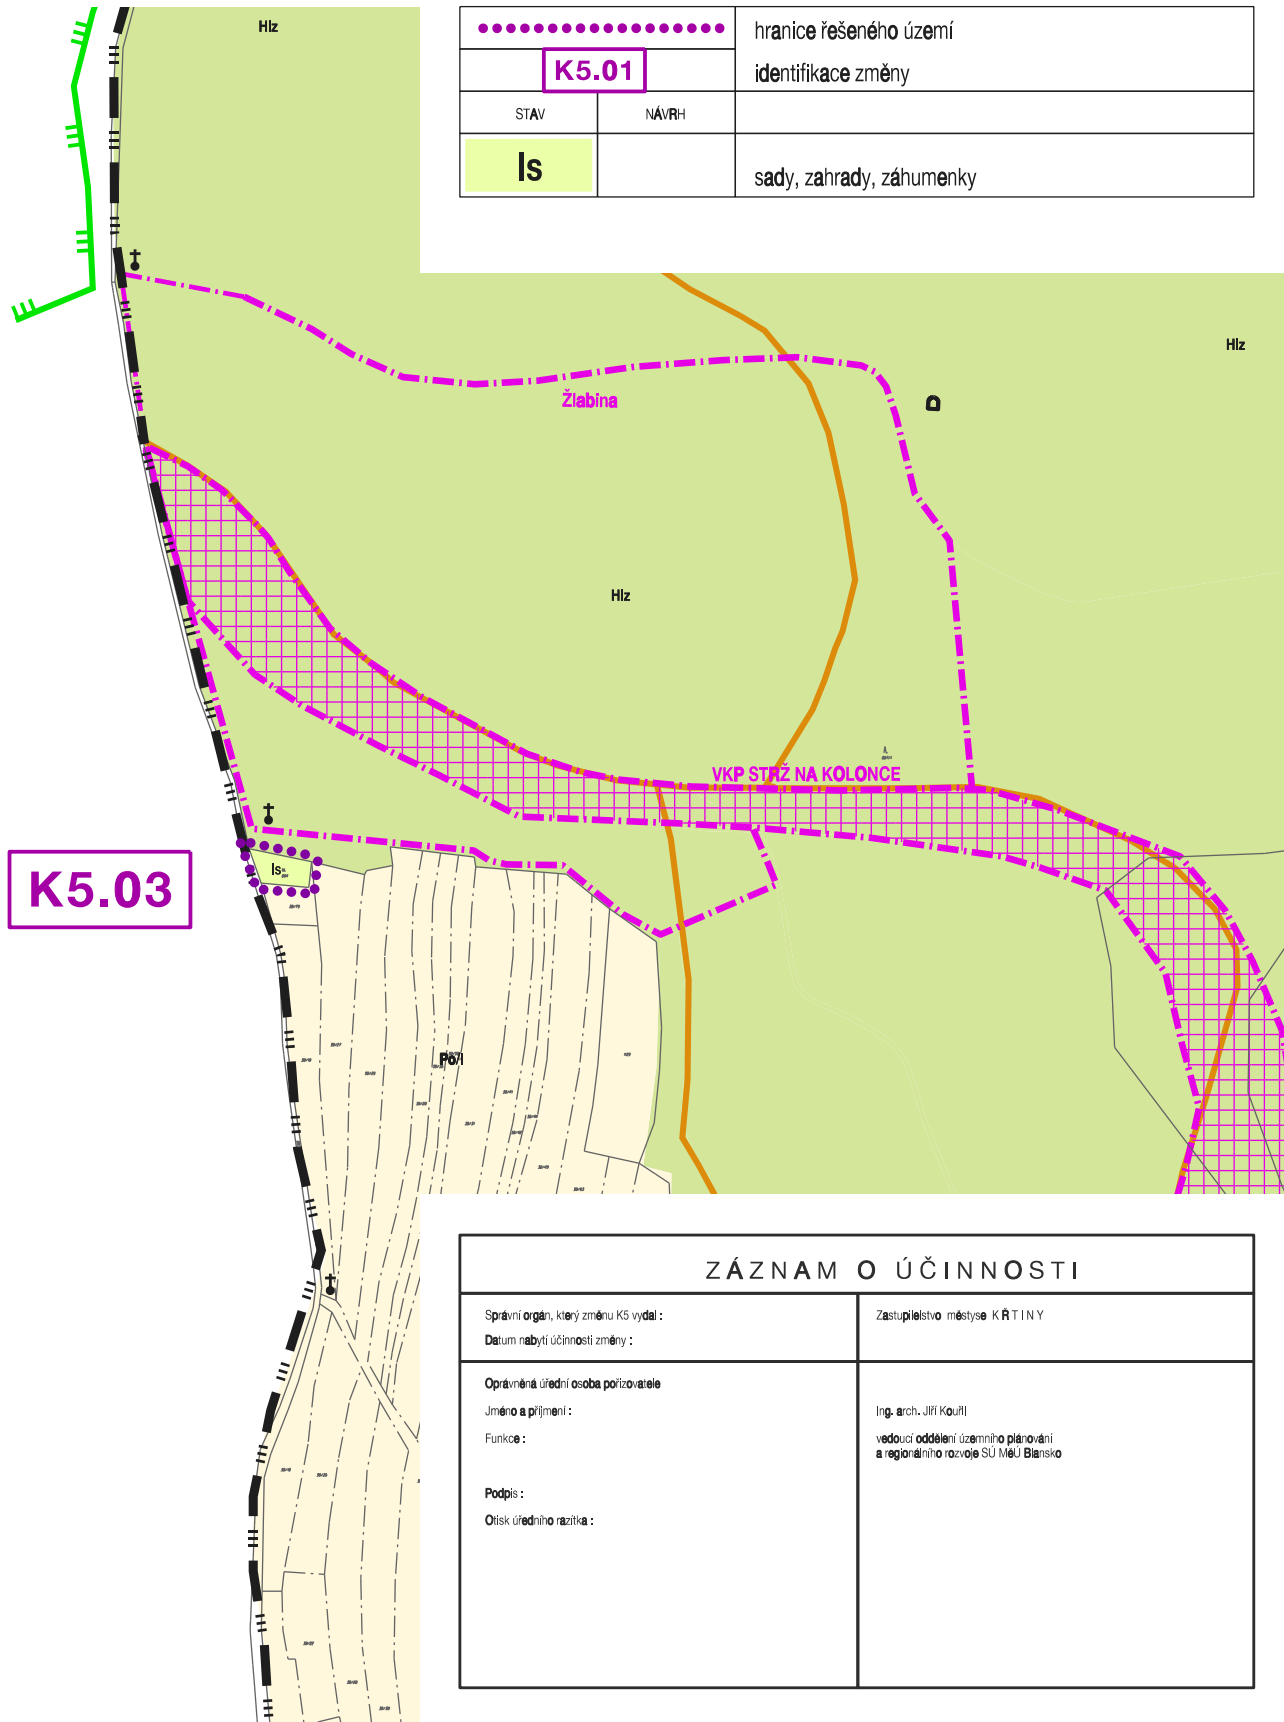 Hlz
hranice řešeného území
K5.01
identifikace změny
STAV
NÁVRH
Is
sady, zahrady, záhumenky
Hlz
Žlabina
D
Hlz
VKP STRŽ NA KOLONCE
Is
K5.03
Po/I
ZÁZNAM O ÚČINNOSTI
Správní orgán, který změnu K5 vydal :
Zastupitelstvo městyse KŘTINY
Datum nabytí účinnosti změny :
Oprávněná úřední osoba pořizovatele
Jméno a příjmení :
Ing. arch. Jiří Kouřil
Funkce :
vedoucí oddělení územního plánování
a regionálního rozvoje SÚ MěÚ Blansko
Podpis :
Otisk úředního razítka :